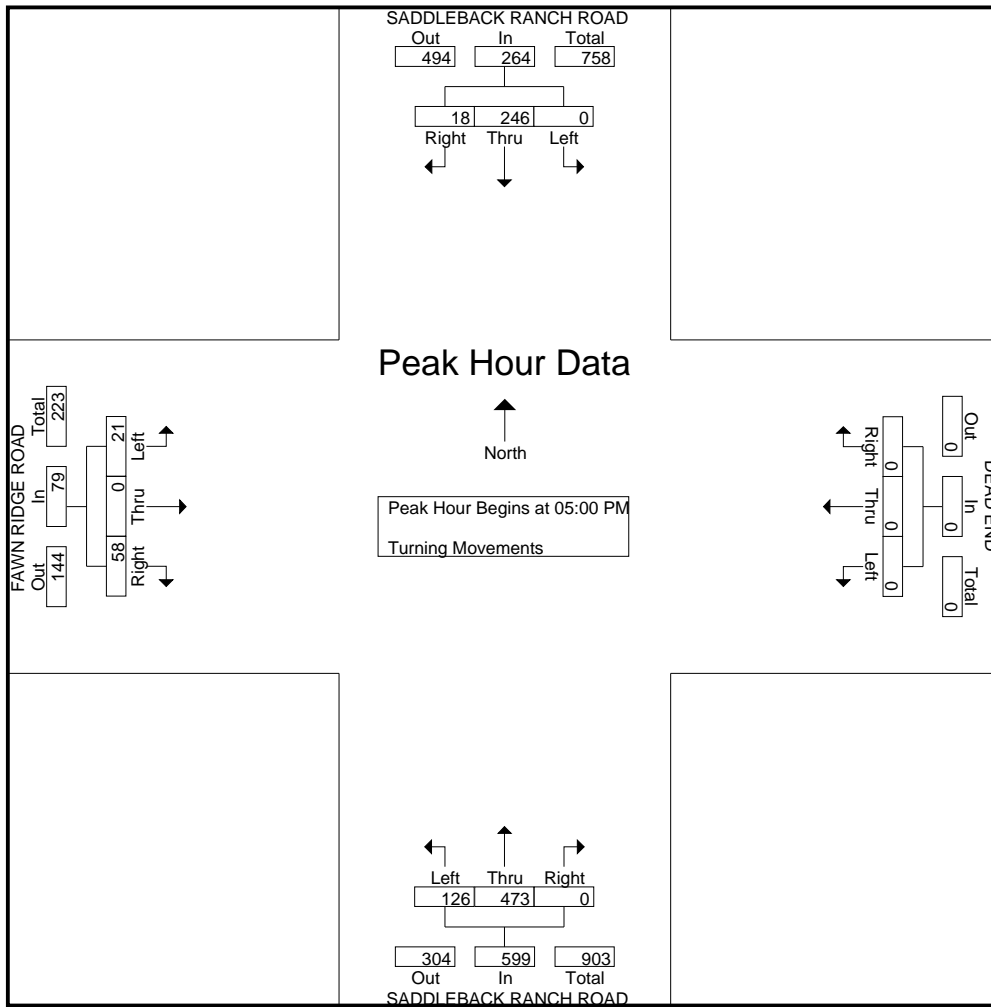 SADDLEBACK RANCH ROAD
Out In Total
494 264 758
18 246 0
Right Thru Left
Peak Hour Data
North
Peak Hour Begins at 05:00 PM
Turning Movements
FAWN RIDGE ROAD
Total In Out
223 79 144
21 0 58
Left Thru Right
DEAD END
Out In Total
0 0 0
Right Thru Left
0 0 0
Left Thru Right
126 473 0
304 599 903
Out In Total
SADDLEBACK RANCH ROAD